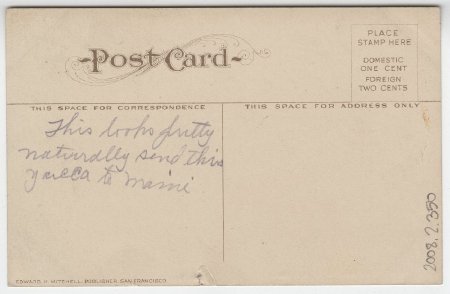 Post Card
PLACE
STAMP HERE
DOMESTIC
ONE CENT
FOREIGN
TWO CENTS
THIS SPACE FOR CORRESPONDENCE
THIS SPACE FOR ADDRESS ONLY
This looks pretty
naturally send this
yucca to mami
EDWARD H. MITCHELL, PUBLISHER, SAN FRANCISCO
2008.2.350